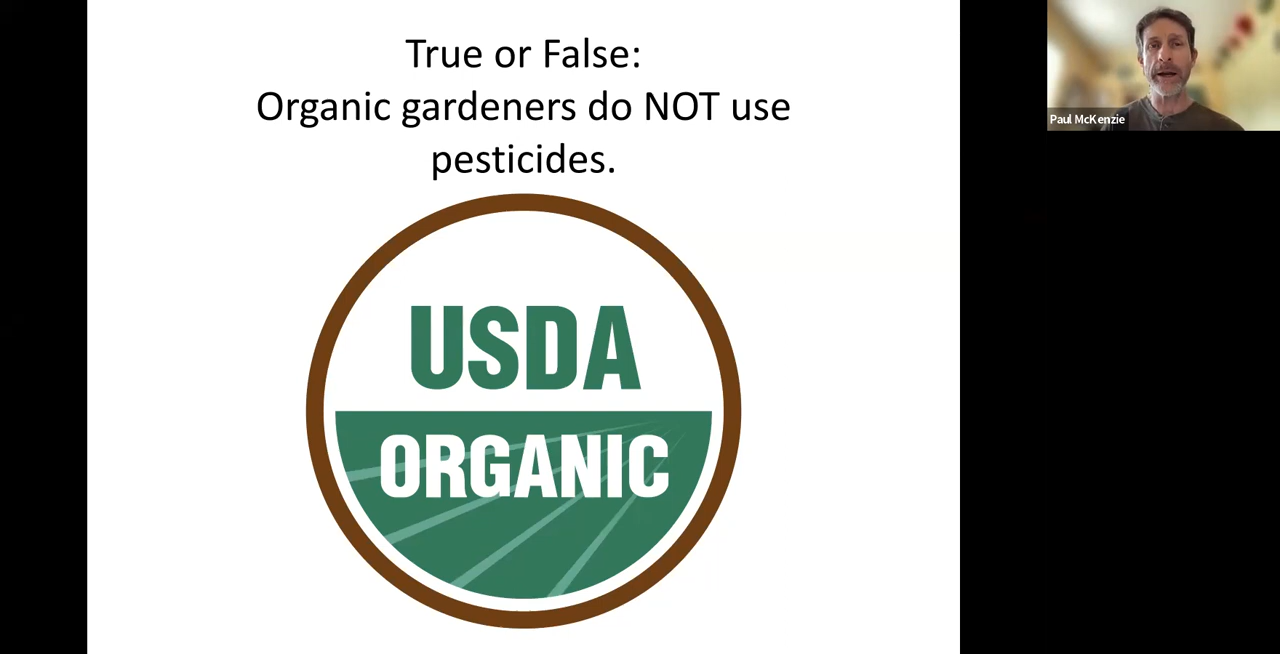 True or False:
Organic gardeners do NOT use
pesticides.
USDA
ORGANIC
Paul McKenzie